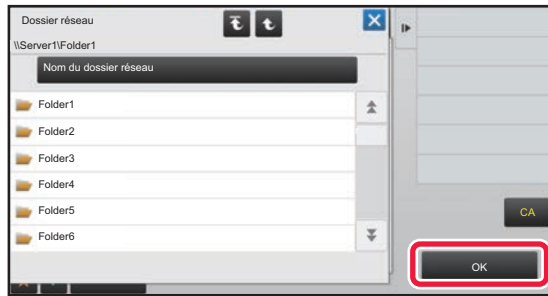 Dossier réseau
\\Server1\Folder1
Nom du dossier réseau
Folder1
Folder2
Folder3
Folder4
Folder5
Folder6
CA
OK